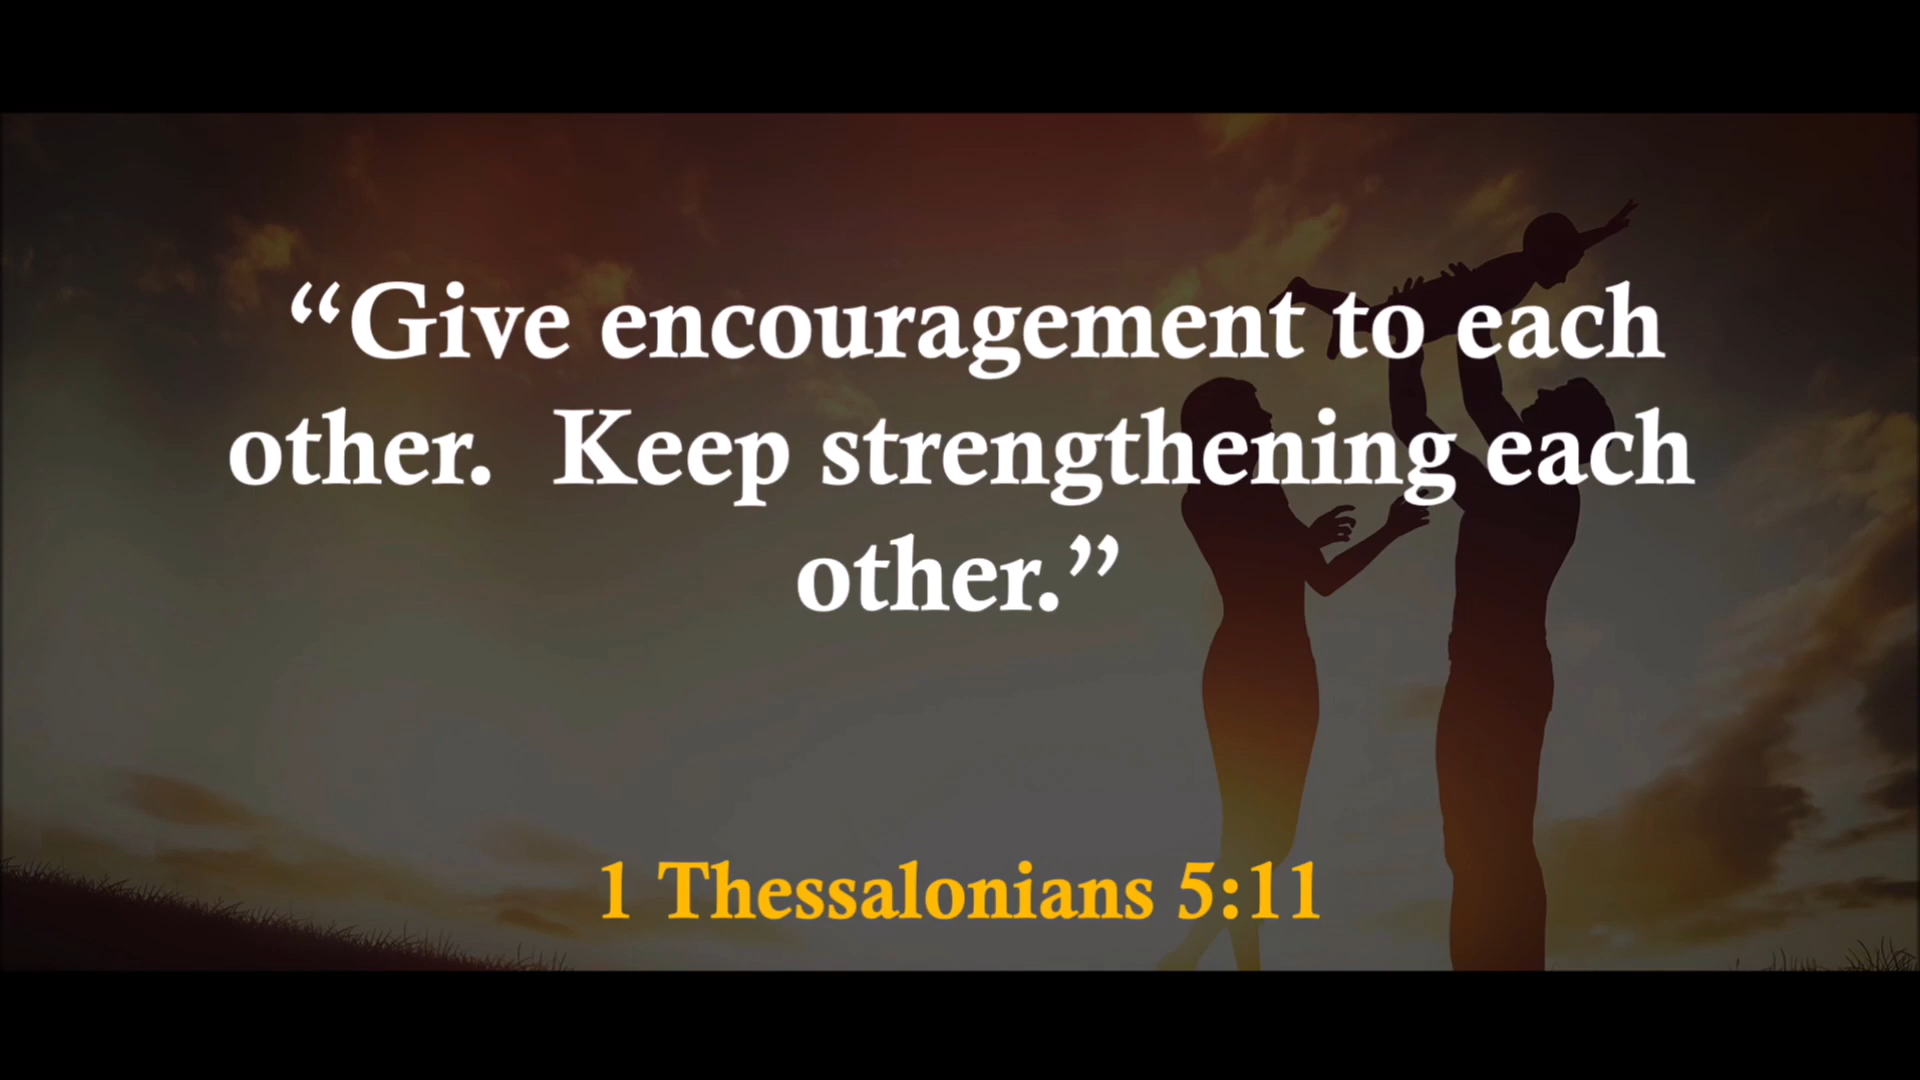 “Give encouragement to each
other.  Keep strengthening each
other.”
1 Thessalonians 5:11